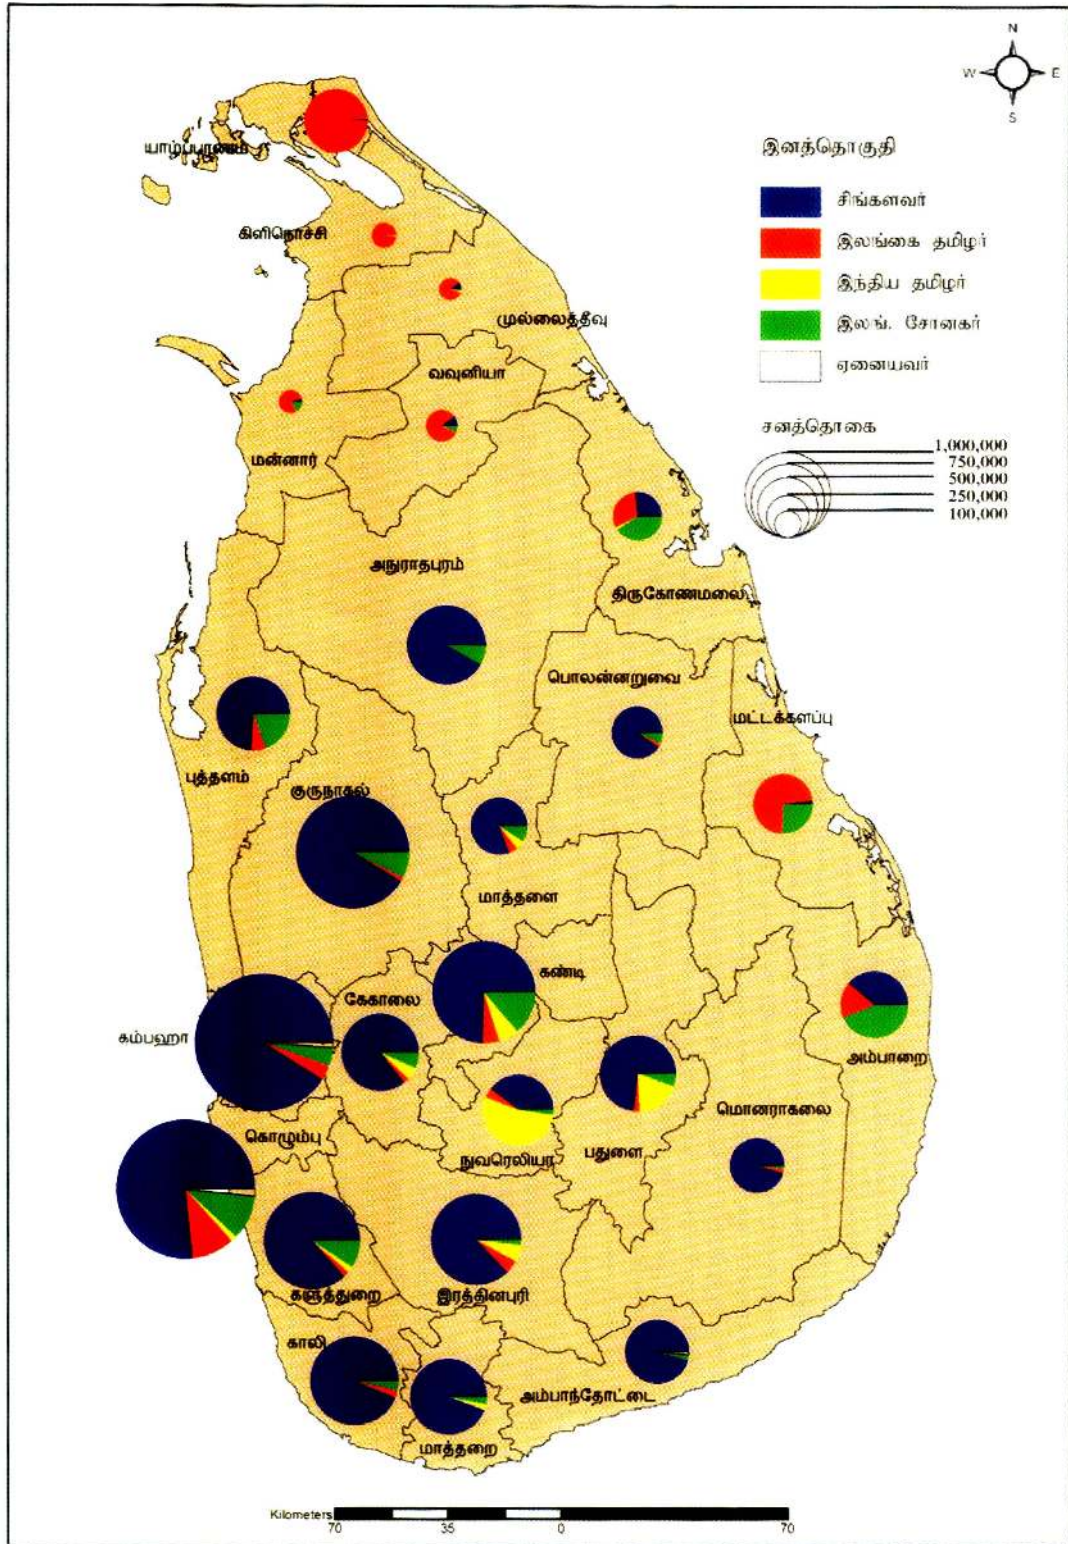 N
W
E
S
யாழ்ப்பாணம்
இனத்தொகுதி
சிங்களவர்
இலங்கை தமிழர்
இந்திய தமிழர்
இலங். சோனகர்
ஏனையவர்
கிளிநொச்சி
முல்லைத்தீவு
வவுனியா
மன்னார்
சனத்தொகை
1,000,000
750,000
500,000
250,000
100,000
அநுராதபுரம்
திருகோணமலை
பொலன்னறுவை
மட்டக்களப்பு
புத்தளம்
குருநாகல்
மாத்தளை
கண்டி
கேகாலை
கம்பஹா
அம்பாறை
கொழும்பு
நுவரெலியா
பதுளை
மொனராகலை
களுத்துறை
இரத்தினபுரி
காலி
அம்பாந்தோட்டை
மாத்தறை
Kilometers
70
35
0
70